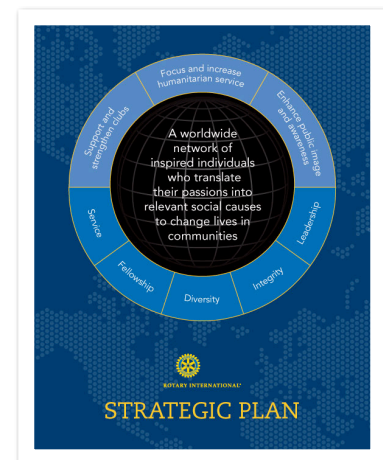 Focus and increase
humanitarian service
Support and
strengthen clubs
Enhance public image
and awareness
A worldwide
network of
inspired individuals
who translate
their passions into
relevant social causes
to change lives in
communities
Service
Fellowship
Diversity
Integrity
Leadership
ROTARY INTERNATIONAL®
STRATEGIC PLAN